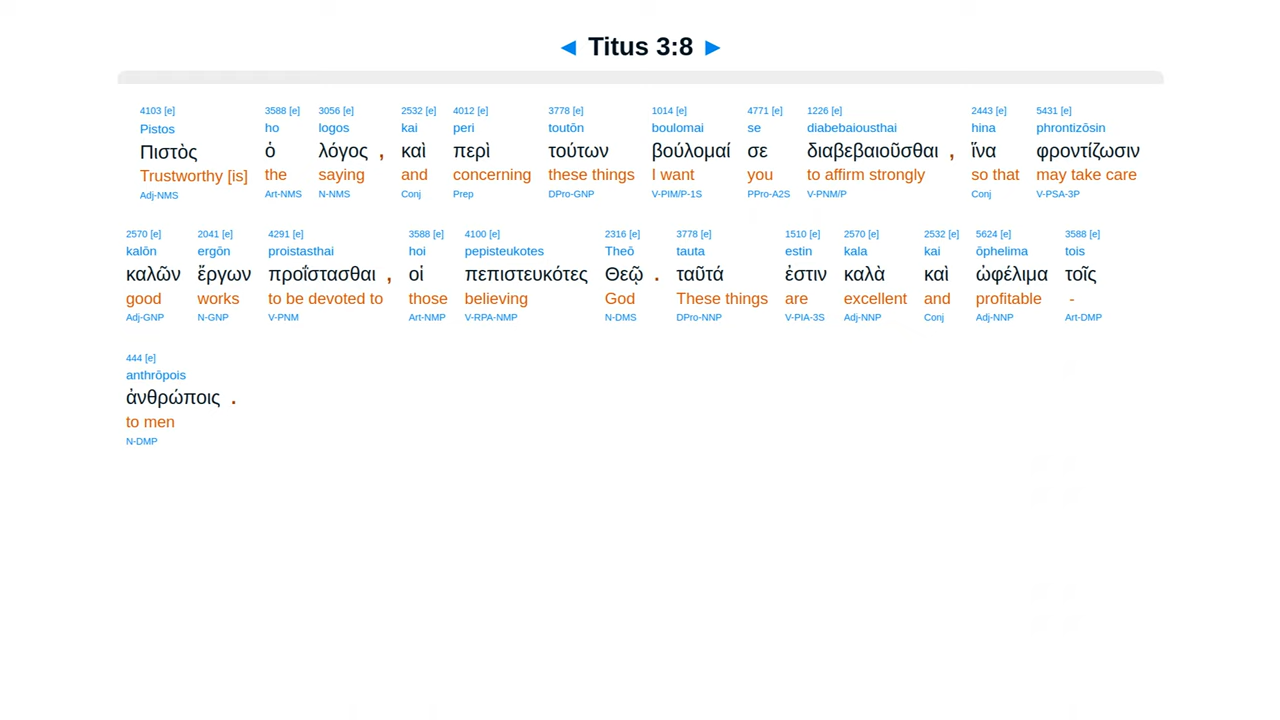 ◄ Titus 3:8 ►
4103 [e] 3588 [e] 3056 [e] 2532 [e] 4012 [e] 3778 [e] 1014 [e] 4771 [e] 1226 [e] 2443 [e] 5431 [e]
Pistos ho logos kai peri toutōn boulomai se diabebaiousthai hina phrontizōsin
Πιστὸς ὁ λόγος , καὶ περὶ τούτων βούλομαί σε διαβεβαιοῦσθαι , ἵνα φροντίζωσιν
Trustworthy [is] the saying and concerning these things I want you to affirm strongly so that may take care
Adj-NMS Art-NMS N-NMS Conj Prep DPro-GNP V-PIM/P-1S PPro-A2S V-PNM/P Conj V-PSA-3P
2570 [e] 2041 [e] 4291 [e] 3588 [e] 4100 [e] 2316 [e] 3778 [e] 1510 [e] 2570 [e] 2532 [e] 5624 [e] 3588 [e]
kalōn ergōn proistasthai hoi pepisteukotes Theō tauta estin kala kai ōphelima tois
καλῶν ἔργων προΐστασθαι , οἱ πεπιστευκότες Θεῷ . ταῦτά ἐστιν καλὰ καὶ ὠφέλιμα τοῖς
good works to be devoted to those believing God These things are excellent and profitable -
Adj-GNP N-GNP V-PNM Art-NMP V-RPA-NMP N-DMS DPro-NNP V-PIA-3S Adj-NNP Conj Adj-NNP Art-DMP
444 [e]
anthrōpois
ἀνθρώποις .
to men
N-DMP